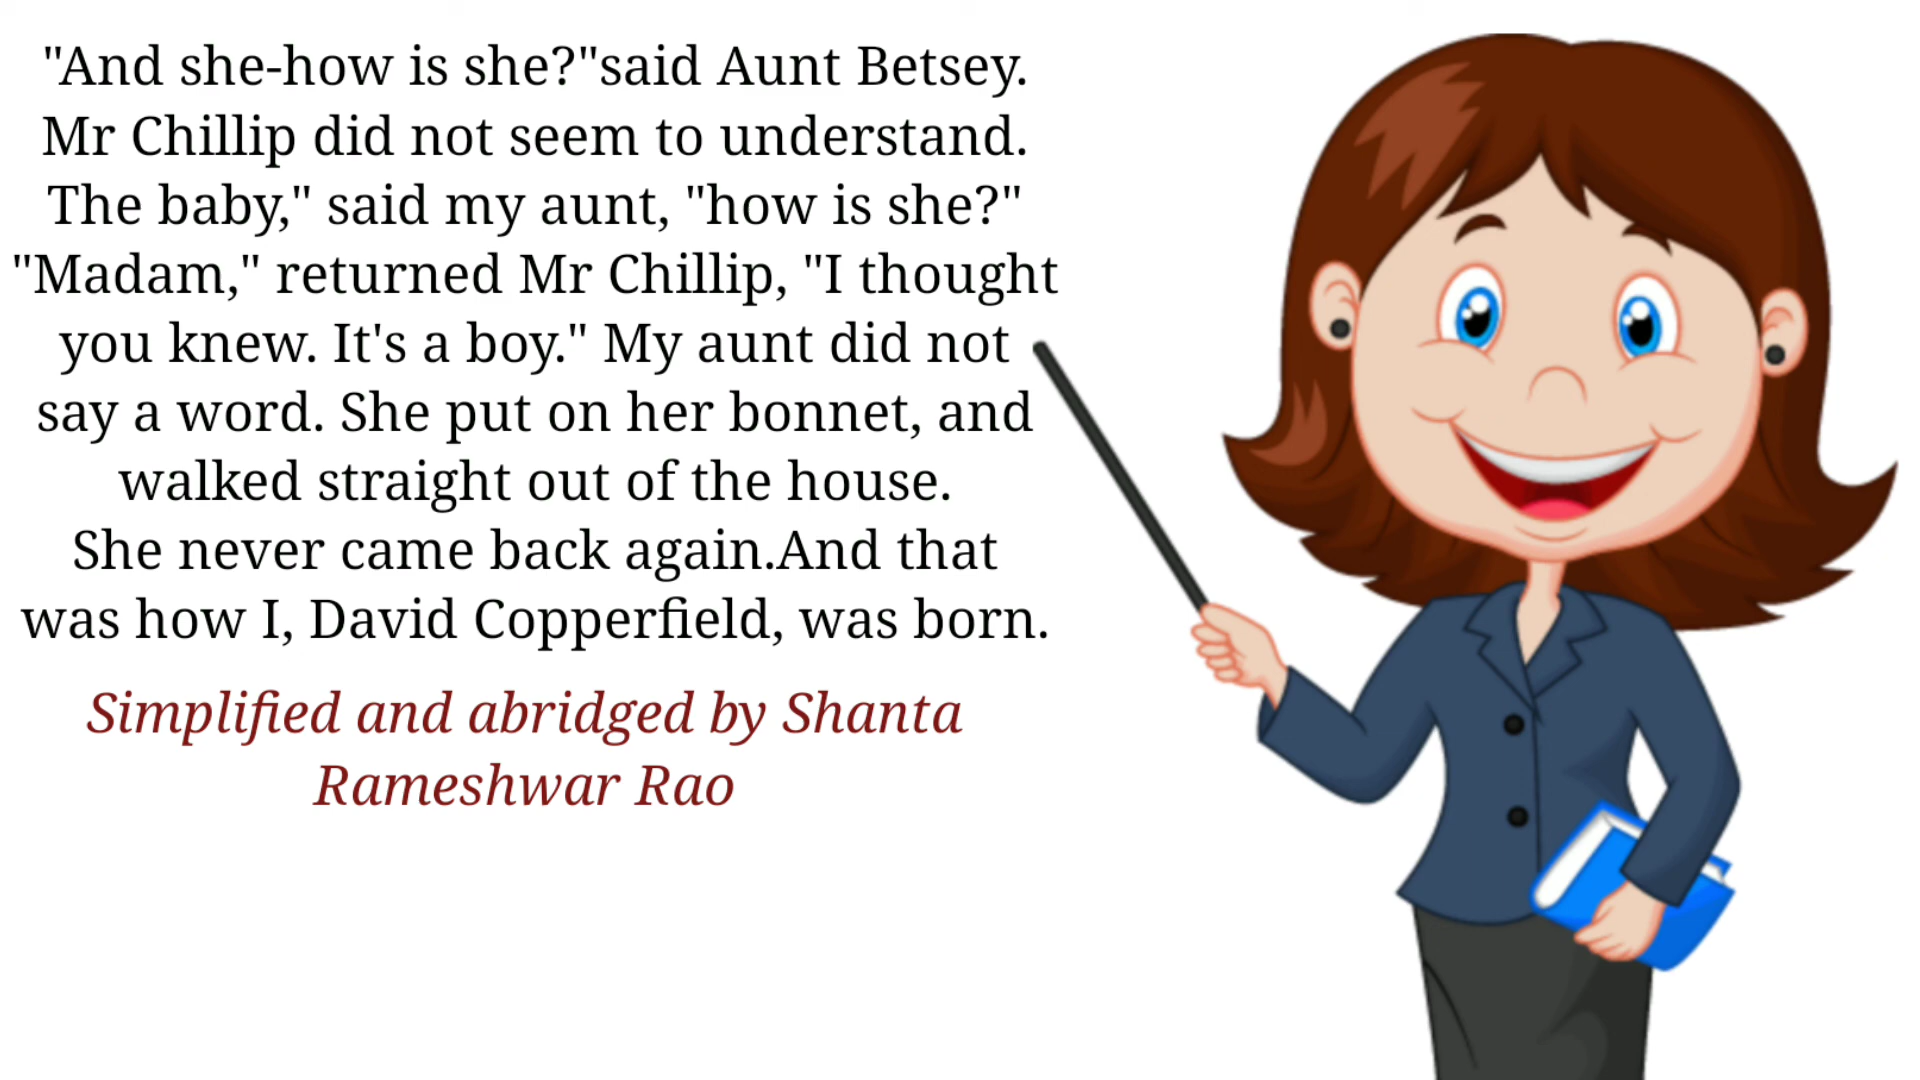 "And she-how is she?"said Aunt Betsey.
Mr Chillip did not seem to understand.
The baby," said my aunt, "how is she?"
"Madam," returned Mr Chillip, "I thought
you knew. It's a boy." My aunt did not
say a word. She put on her bonnet, and
walked straight out of the house.
She never came back again.And that
was how I, David Copperfield, was born.
Simplified and abridged by Shanta
Rameshwar Rao